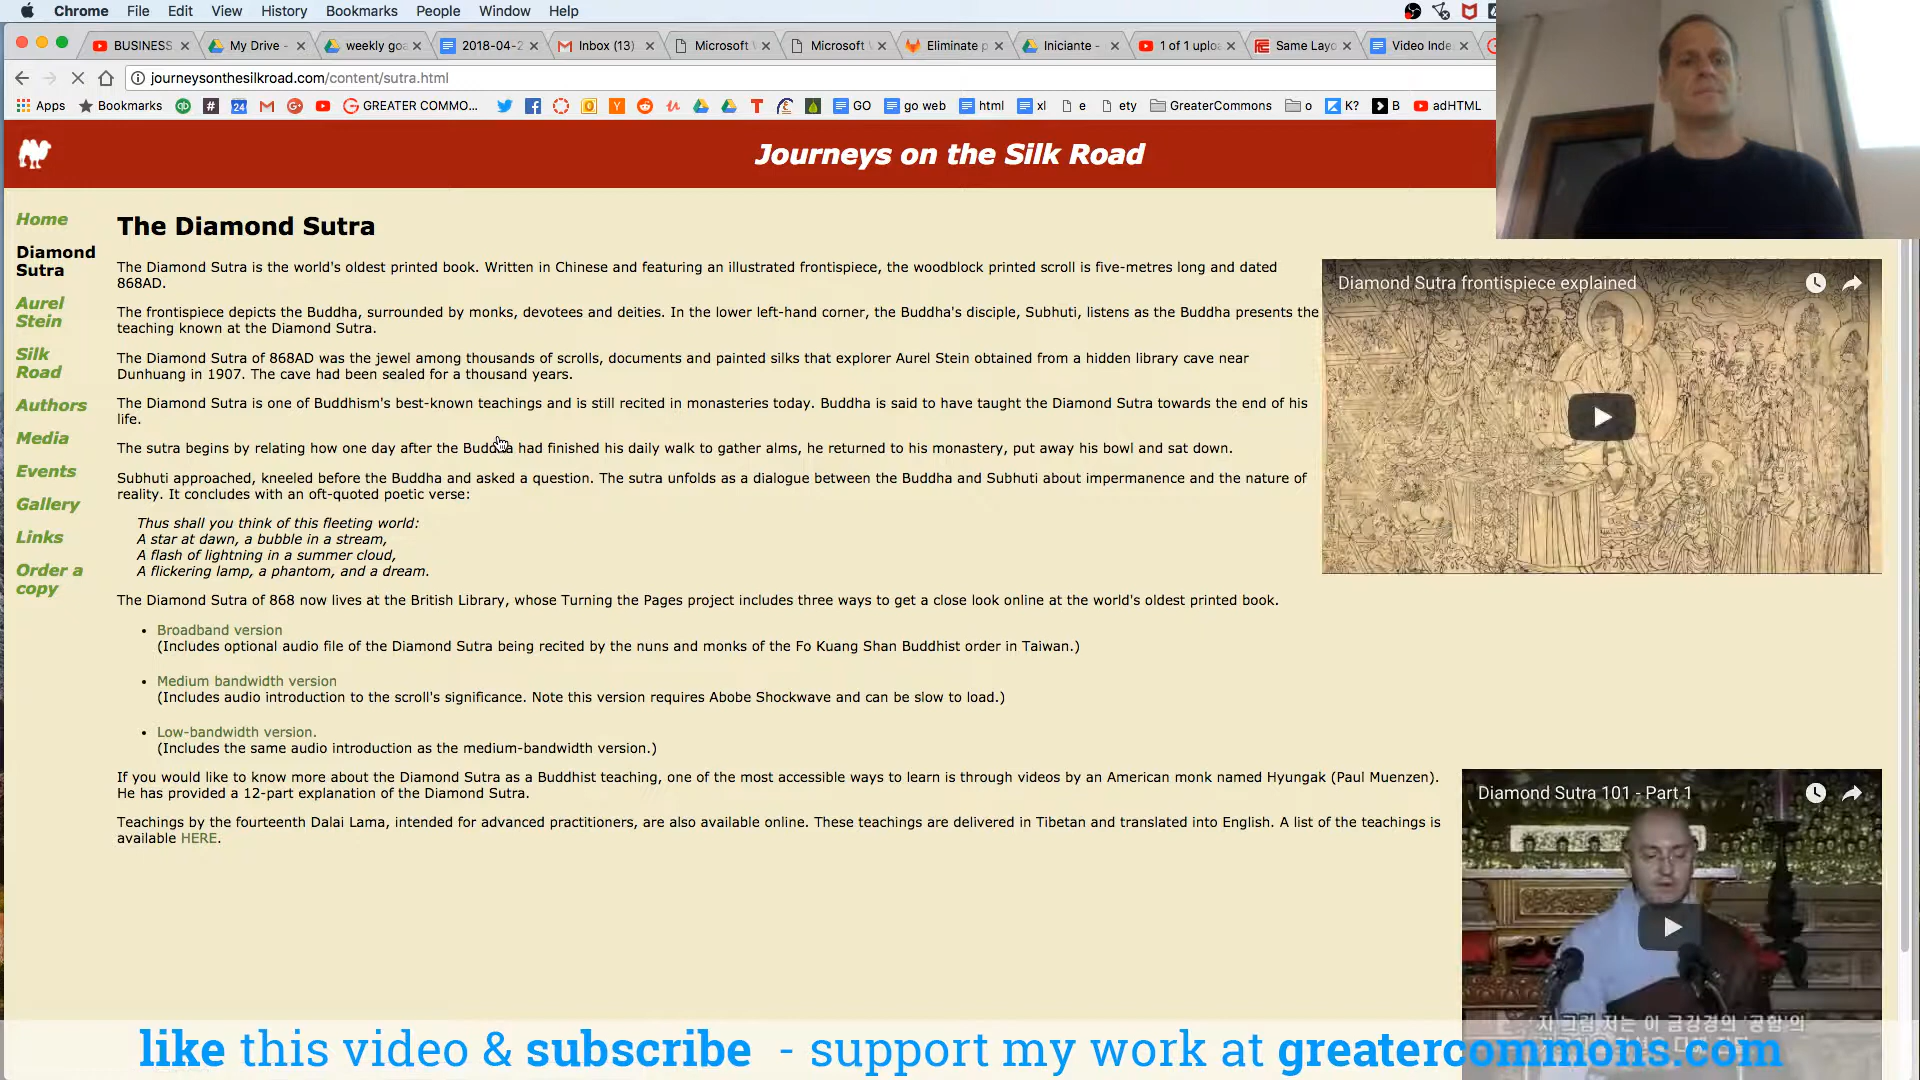 Chrome File Edit View History Bookmarks People Window Help
BUSINESS
My Drive -
weekly goa
2018-04-2
Inbox (13)
Microsoft
Microsoft
Eliminate p
Iniciante -
1 of 1 uplo
Same Layo
Video Inde
journeysonthesilkroad.com/content/sutra.html
Apps Bookmarks # 24 GREATER COMMO... GO go web html xl e ety GreaterCommons o K? B adHTML
Journeys on the Silk Road
Home
Diamond
Sutra
Aurel
Stein
Silk
Road
Authors
Media
Events
Gallery
Links
Order a
copy
The Diamond Sutra
The Diamond Sutra is the world's oldest printed book. Written in Chinese and featuring an illustrated frontispiece, the woodblock printed scroll is five-metres long and dated
868AD.
The frontispiece depicts the Buddha, surrounded by monks, devotees and deities. In the lower left-hand corner, the Buddha's disciple, Subhuti, listens as the Buddha presents the
teaching known at the Diamond Sutra.
The Diamond Sutra of 868AD was the jewel among thousands of scrolls, documents and painted silks that explorer Aurel Stein obtained from a hidden library cave near
Dunhuang in 1907. The cave had been sealed for a thousand years.
The Diamond Sutra is one of Buddhism's best-known teachings and is still recited in monasteries today. Buddha is said to have taught the Diamond Sutra towards the end of his
life.
The sutra begins by relating how one day after the Buddha had finished his daily walk to gather alms, he returned to his monastery, put away his bowl and sat down.
Subhuti approached, kneeled before the Buddha and asked a question. The sutra unfolds as a dialogue between the Buddha and Subhuti about impermanence and the nature of
reality. It concludes with an oft-quoted poetic verse:
Thus shall you think of this fleeting world:
A star at dawn, a bubble in a stream,
A flash of lightning in a summer cloud,
A flickering lamp, a phantom, and a dream.
The Diamond Sutra of 868 now lives at the British Library, whose Turning the Pages project includes three ways to get a close look online at the world's oldest printed book.
• Broadband version
(Includes optional audio file of the Diamond Sutra being recited by the nuns and monks of the Fo Kuang Shan Buddhist order in Taiwan.)
• Medium bandwidth version
(Includes audio introduction to the scroll's significance. Note this version requires Abobe Shockwave and can be slow to load.)
• Low-bandwidth version.
(Includes the same audio introduction as the medium-bandwidth version.)
If you would like to know more about the Diamond Sutra as a Buddhist teaching, one of the most accessible ways to learn is through videos by an American monk named Hyungak (Paul Muenzen).
He has provided a 12-part explanation of the Diamond Sutra.
Teachings by the fourteenth Dalai Lama, intended for advanced practitioners, are also available online. These teachings are delivered in Tibetan and translated into English. A list of the teachings is
available HERE.
Diamond Sutra frontispiece explained
Diamond Sutra 101 - Part 1
자 그럼 저는 이 금강경의 '공함'의
like this video & subscribe - support my work at greatercommons.com